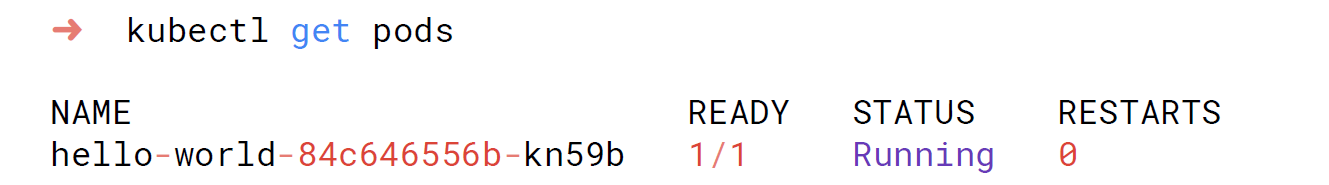 ➜ kubectl get pods
NAME READY STATUS RESTARTS
hello-world-84c646556b-kn59b 1/1 Running 0